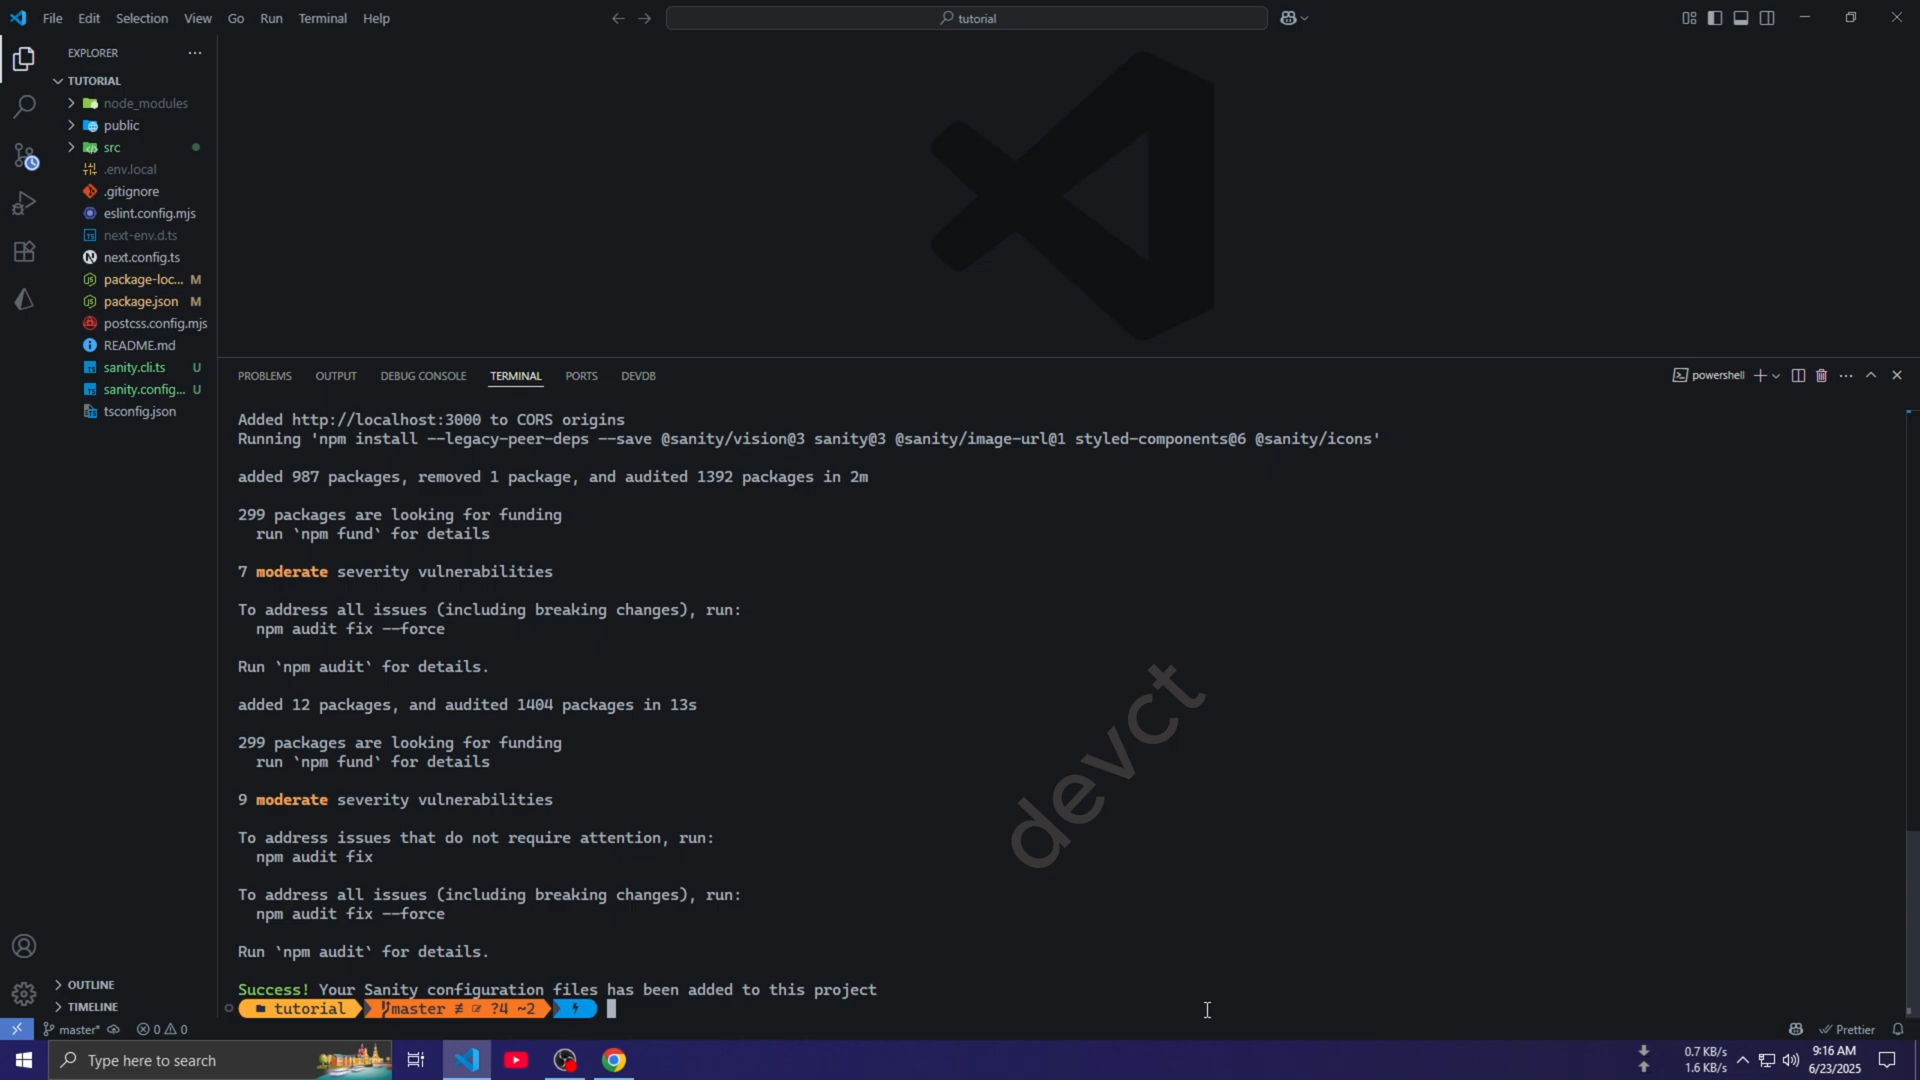 File Edit Selection View Go Run Terminal Help
tutorial
EXPLORER
TUTORIAL
node_modules
public
src
.env.local
.gitignore
eslint.config.mjs
next-env.d.ts
next.config.ts
package-loc... M
package.json M
postcss.config.mjs
README.md
sanity.cli.ts U
sanity.config... U
tsconfig.json
OUTLINE
TIMELINE
PROBLEMS OUTPUT DEBUG CONSOLE TERMINAL PORTS DEVDB
powershell
Added http://localhost:3000 to CORS origins
Running 'npm install --legacy-peer-deps --save @sanity/vision@3 sanity@3 @sanity/image-url@1 styled-components@6 @sanity/icons'
added 987 packages, removed 1 package, and audited 1392 packages in 2m
299 packages are looking for funding
run `npm fund` for details
7 moderate severity vulnerabilities
To address all issues (including breaking changes), run:
npm audit fix --force
Run `npm audit` for details.
added 12 packages, and audited 1404 packages in 13s
299 packages are looking for funding
run `npm fund` for details
9 moderate severity vulnerabilities
To address issues that do not require attention, run:
npm audit fix
To address all issues (including breaking changes), run:
npm audit fix --force
Run `npm audit` for details.
Success! Your Sanity configuration files has been added to this project
tutorial master ≢ ?4 ~2
devct
master* 0 0
Prettier
Type here to search
0.7 KB/s
1.6 KB/s
9:16 AM
6/23/2025